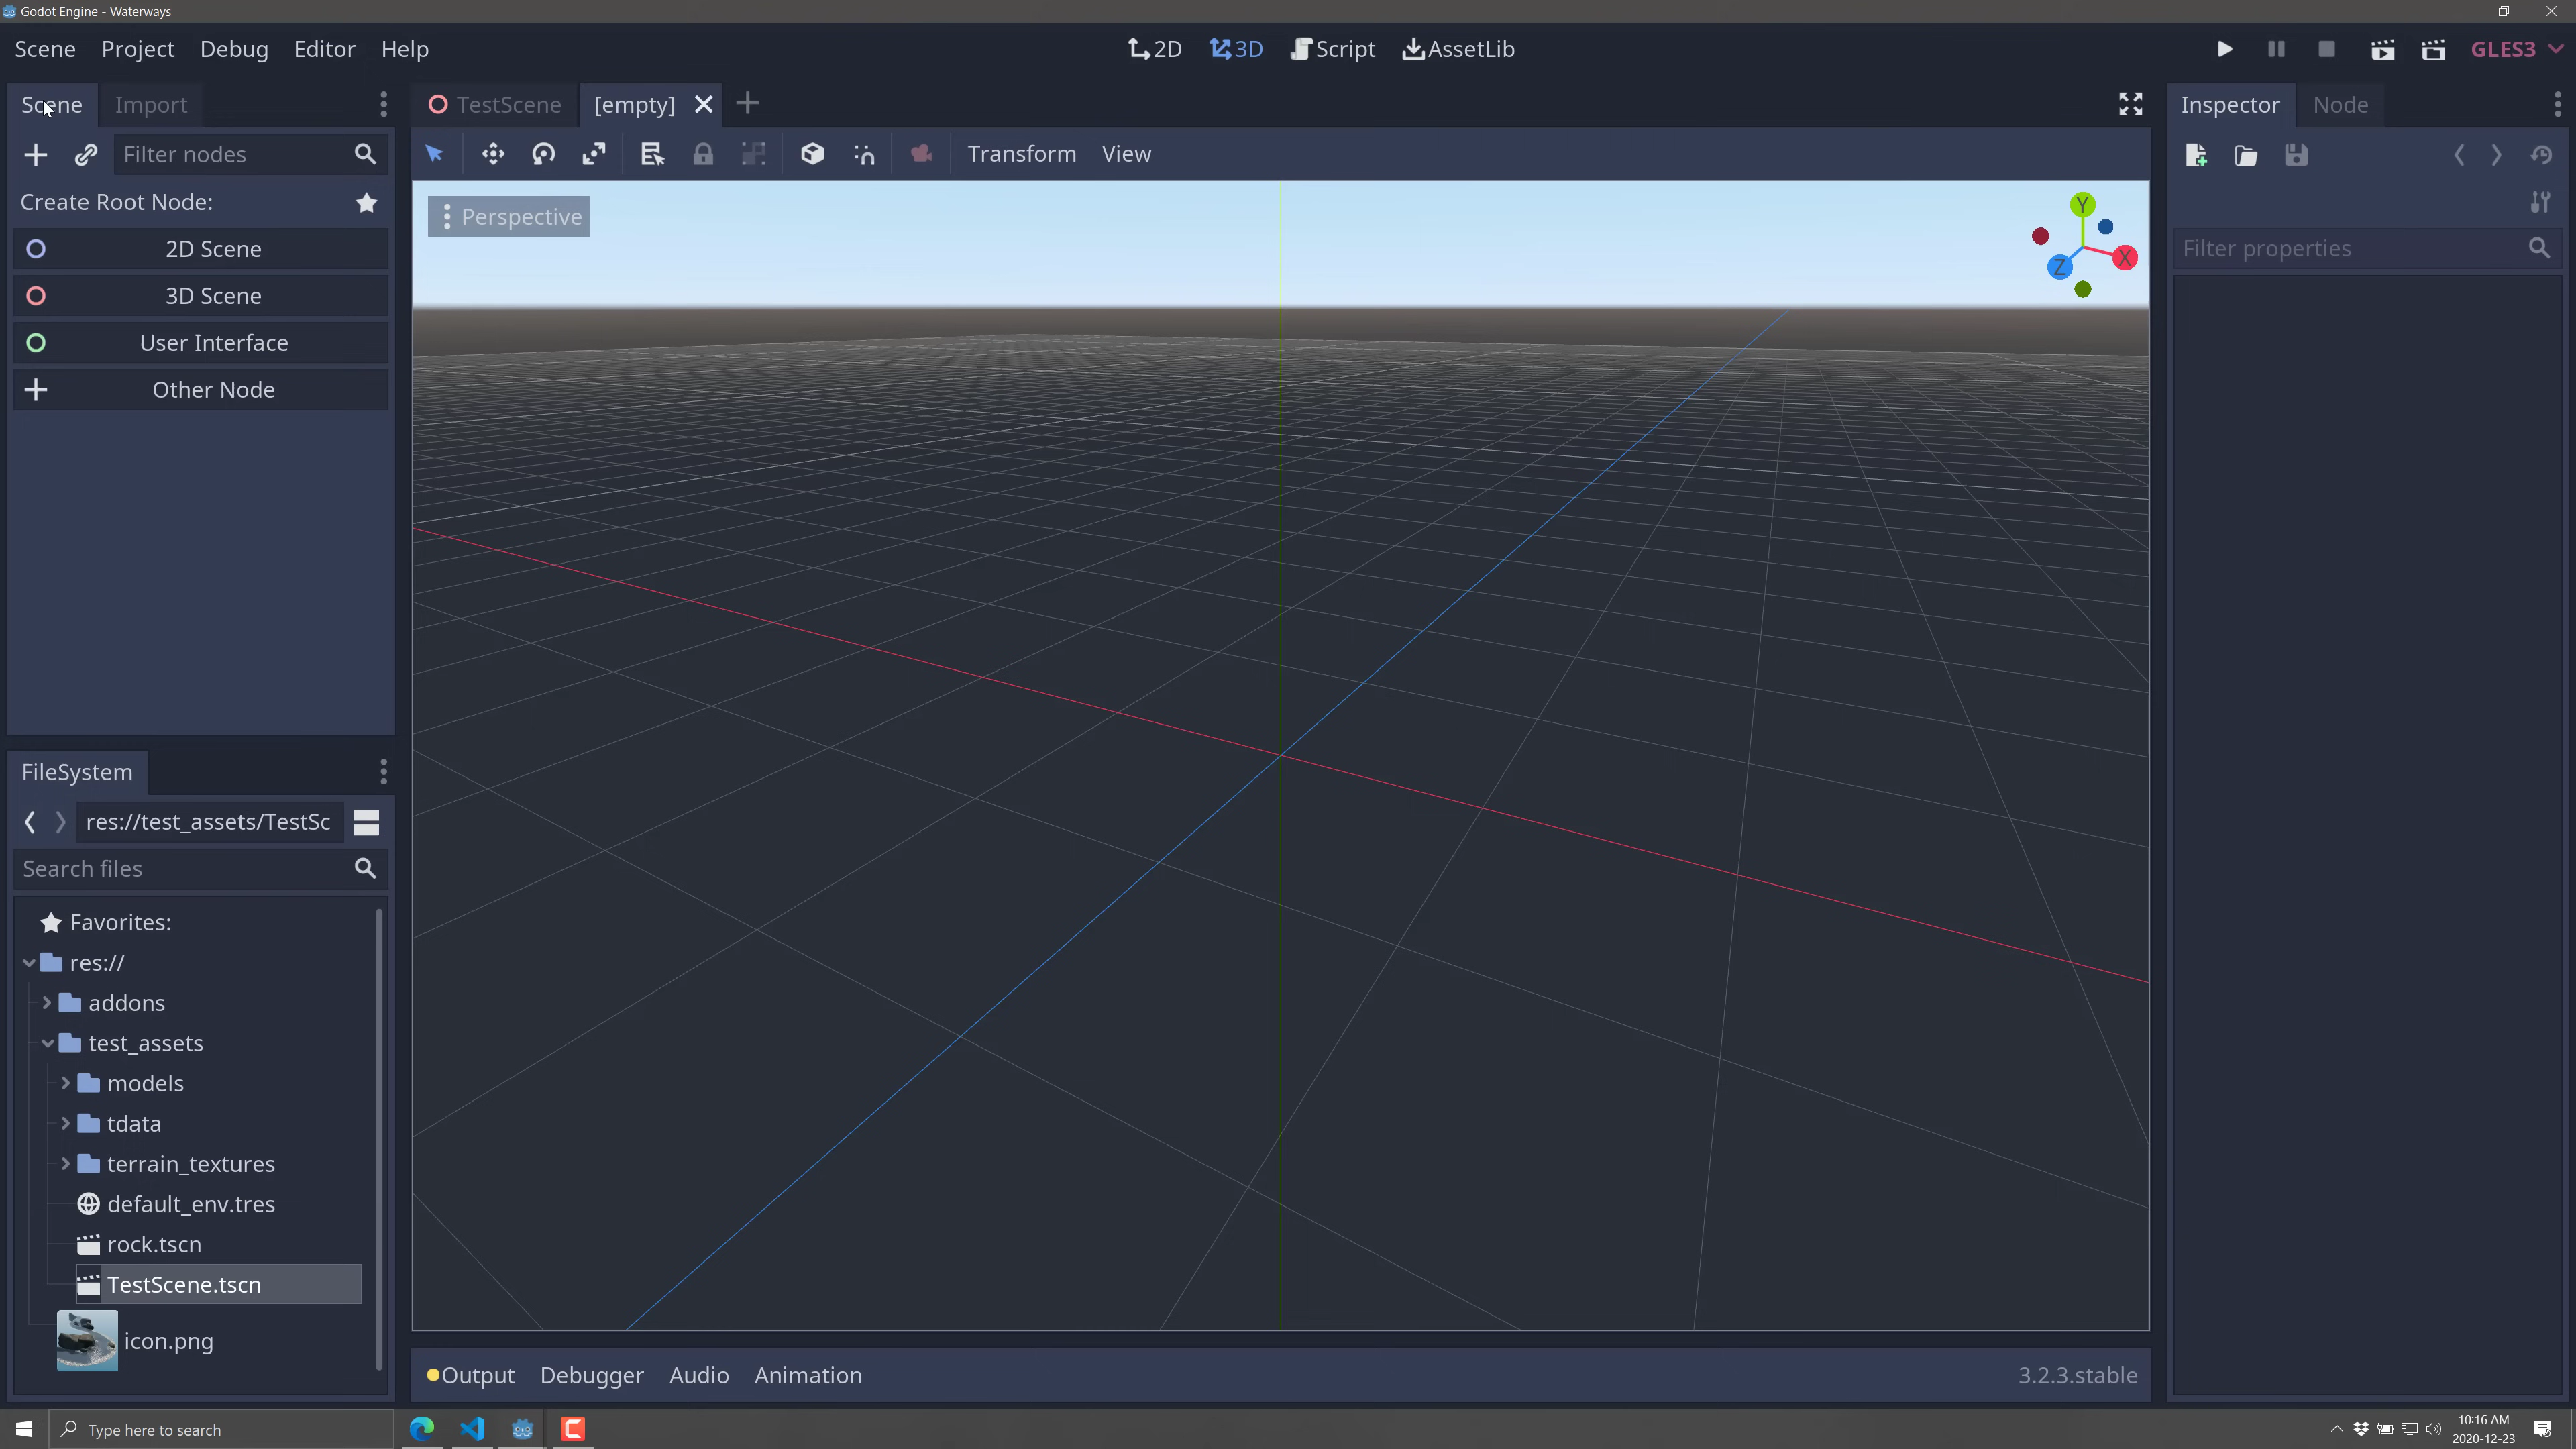 Godot Engine - Waterways
Scene Project Debug Editor Help
2D 3D Script AssetLib
GLES3
Scene Import
TestScene [empty]
Inspector Node
Filter nodes
Transform View
Create Root Node:
2D Scene
3D Scene
User Interface
Other Node
Perspective
Y
X
Z
Filter properties
FileSystem
res://test_assets/TestSc
Search files
Favorites:
res://
addons
test_assets
models
tdata
terrain_textures
default_env.tres
rock.tscn
TestScene.tscn
icon.png
Output Debugger Audio Animation
3.2.3.stable
Type here to search
10:16 AM
2020-12-23